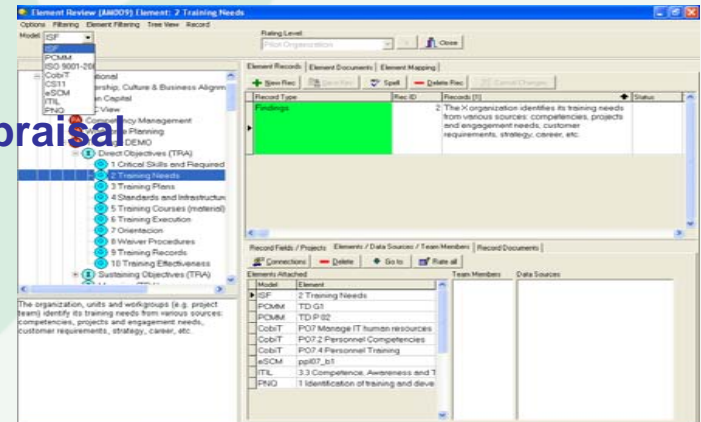 Element Review (AM009) Element: 2 Training Needs
Options Filtering Element Filtering Tree View Record
Model: ISF
Rating Level:
Pilot Organization
Close
ISF
PCMM
ISO 9001-20
CobiT
CS11
eSCM
ITIL
PNQ
tional
ership, Culture & Business Alignm
n Capital
c View
Competency Management
Planning
DEMO
praisal
Direct Objectives (TRA)
1 Critical Skills and Required
2 Training Needs
3 Training Plans
4 Standards and Infrastructure
5 Training Courses (material)
6 Training Execution
7 Orientacion
8 Waiver Procedures
9 Training Records
10 Training Effectiveness
Sustaining Objectives (TRA)
The organization, units and workgroups (e.g. project
team) identify its training needs from various sources:
competencies, projects and engagement needs,
customer requirements, strategy, career, etc.
Element Records Element Documents Element Mapping
New Rec Save Rec Spell Delete Rec Cancel Changes
Record Type Rec ID Records [1] Status
Findings 2 The X organization identifies its training needs
from various sources: competencies, projects
and engagement needs, customer
requirements, strategy, career, etc.
Record Fields / Projects Elements / Data Sources / Team Members Record Documents
Connections Delete Go to Rate all
Elements Attached Team Members Data Sources
Model Element
ISF 2 Training Needs
PCMM TD G1
PCMM TD P02
CobiT PO7 Manage IT human resources
CobiT PO7.2 Personnel Competencies
CobiT PO7.4 Personnel Training
eSCM ppl07_b1
ITIL 3.3 Competence, Awareness and T
PNQ 1 Identification of training and deve